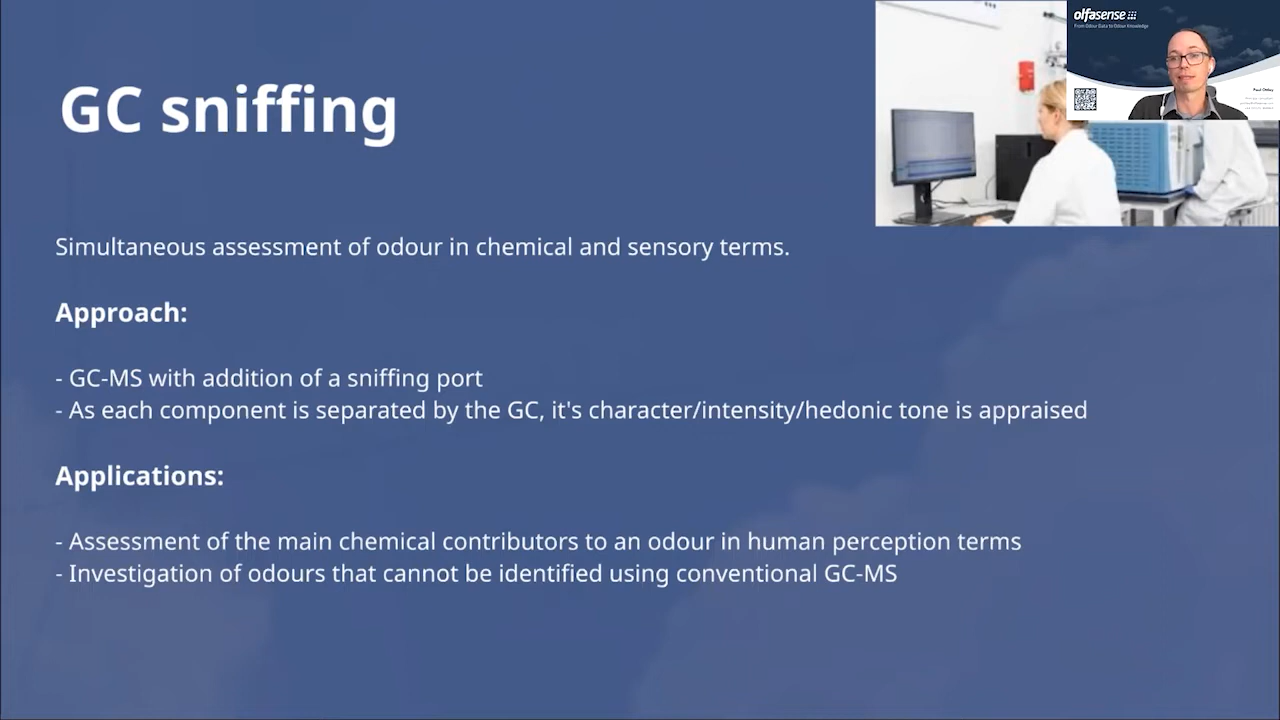 olfasense
From Odour Data to Odour Knowledge
GC sniffing
Simultaneous assessment of odour in chemical and sensory terms.
Approach:
- GC-MS with addition of a sniffing port
- As each component is separated by the GC, it's character/intensity/hedonic tone is appraised
Applications:
- Assessment of the main chemical contributors to an odour in human perception terms
- Investigation of odours that cannot be identified using conventional GC-MS